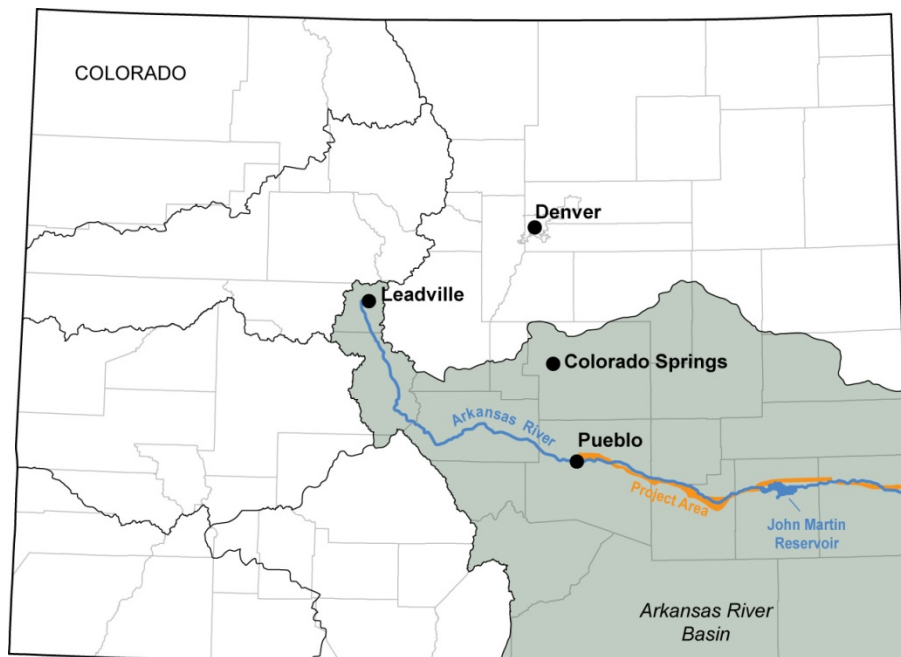 COLORADO
Denver
Leadville
Colorado Springs
Arkansas River
Pueblo
Project Area
John Martin
Reservoir
Arkansas River
Basin